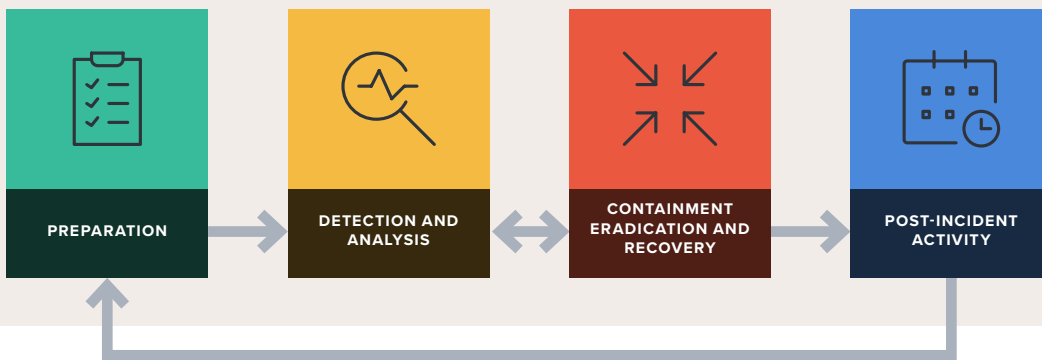 PREPARATION
DETECTION AND
ANALYSIS
CONTAINMENT
ERADICATION AND
RECOVERY
POST-INCIDENT
ACTIVITY